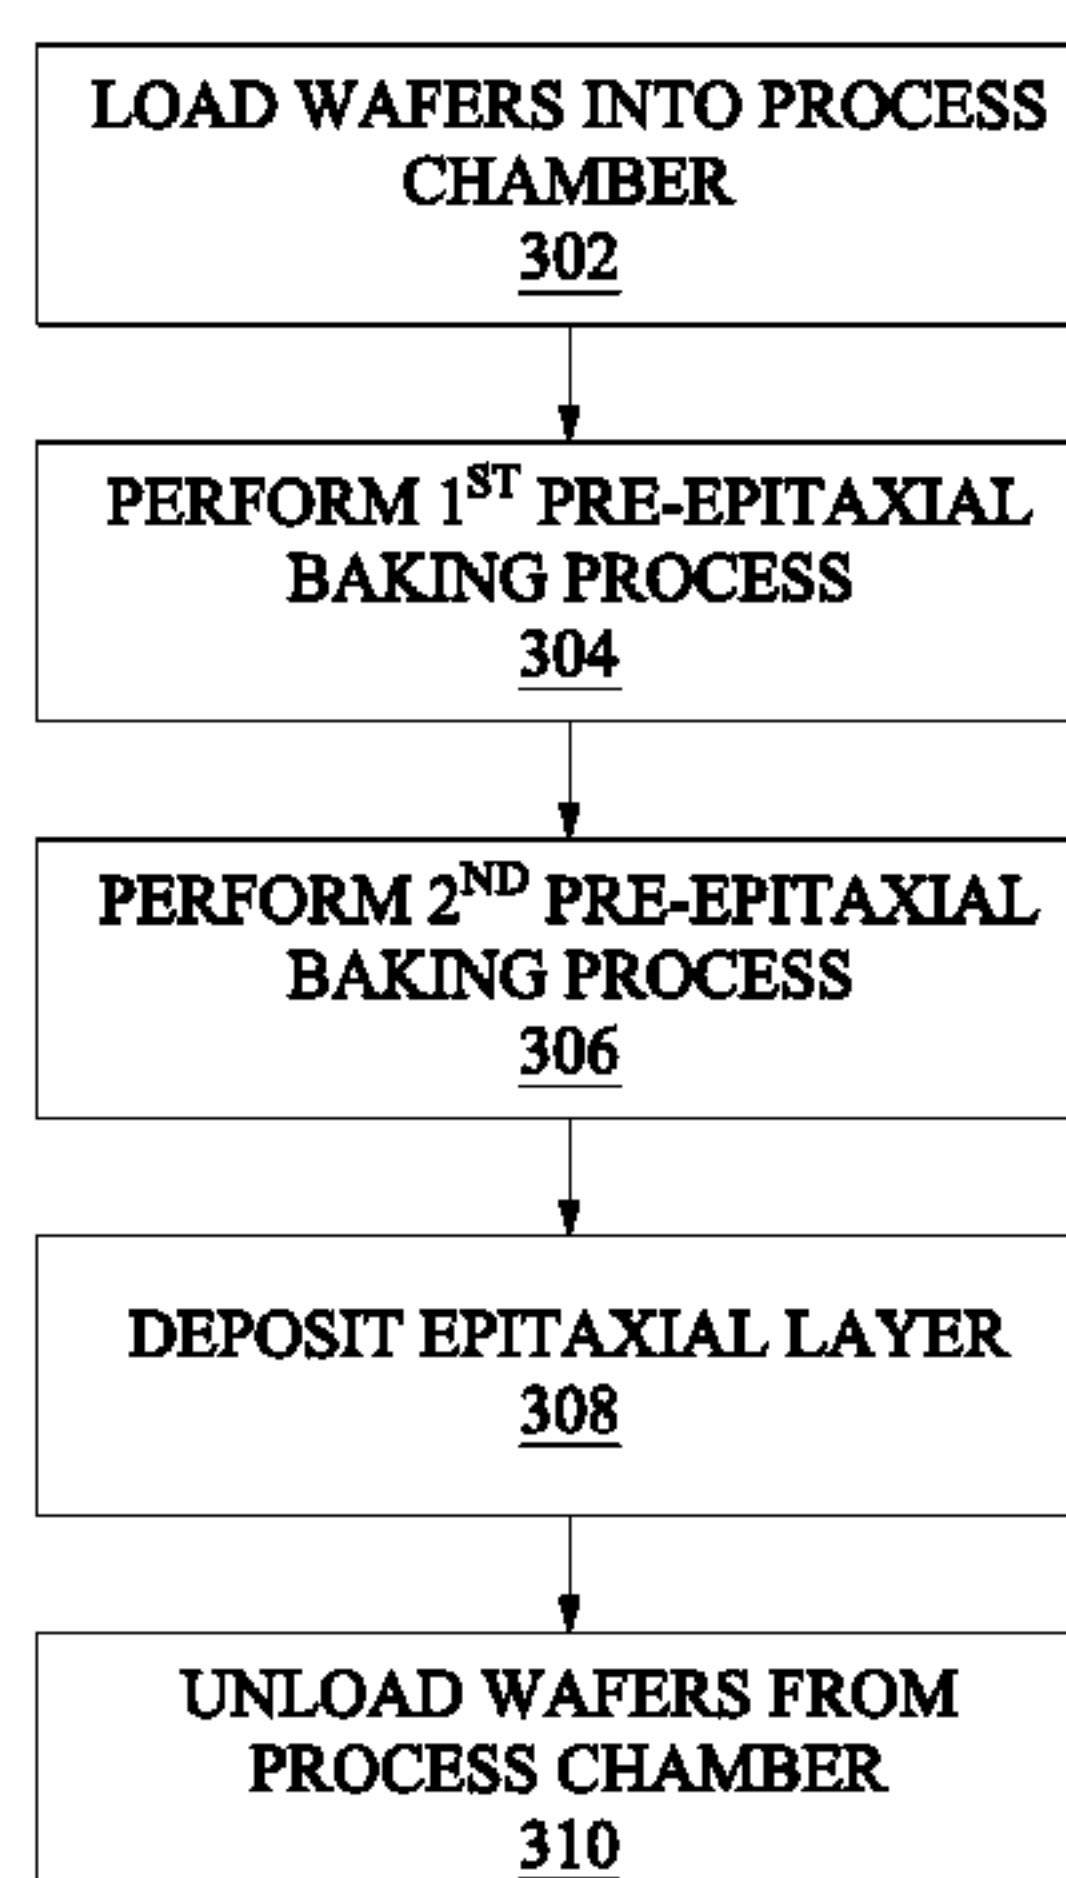 LOAD WAFERS INTO PROCESS
CHAMBER
302
PERFORM 1ST PRE-EPITAXIAL
BAKING PROCESS
304
PERFORM 2ND PRE-EPITAXIAL
BAKING PROCESS
306
DEPOSIT EPITAXIAL LAYER
308
UNLOAD WAFERS FROM
PROCESS CHAMBER
310